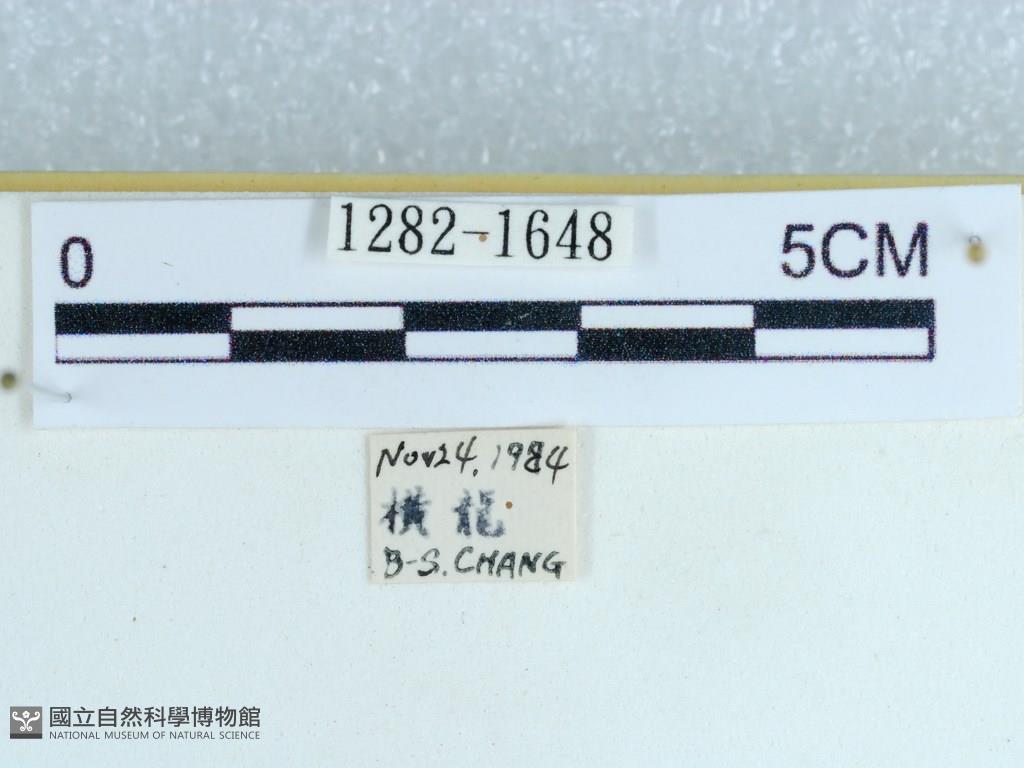 1282-1648
0 5CM
Nov24, 1984
橫龍
B-S. CHANG
國立自然科學博物館
NATIONAL MUSEUM OF NATURAL SCIENCE